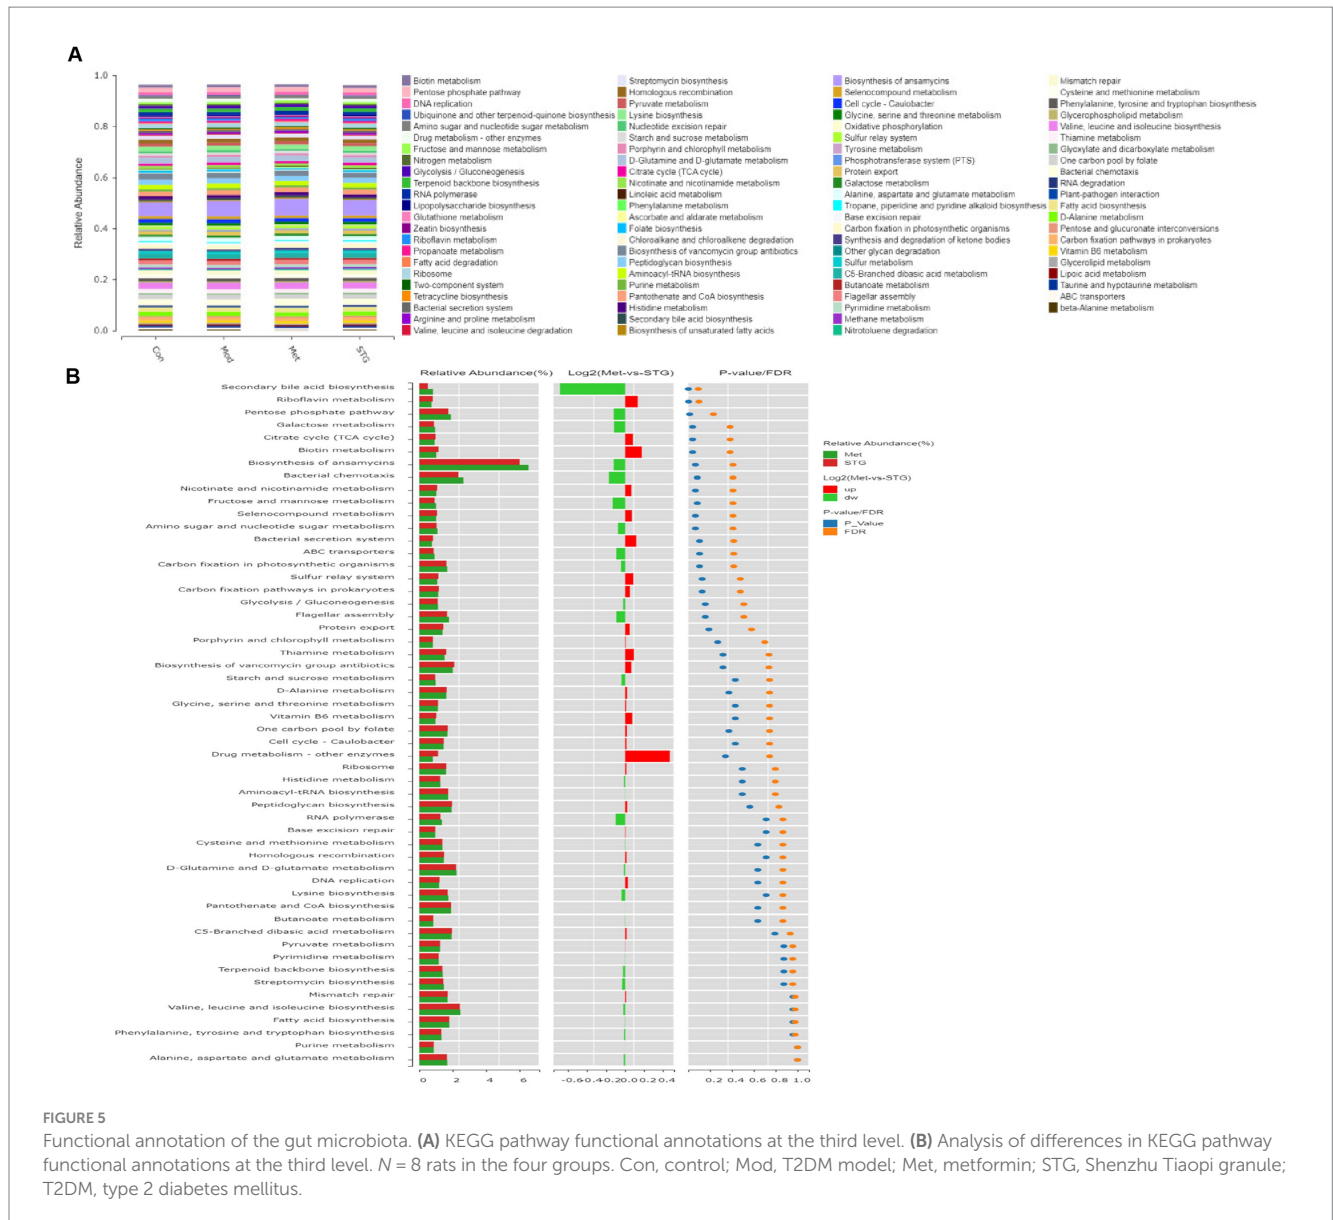 A
1.0
0.8
0.6
0.4
0.2
0.0
Relative Abundance
Con
Mod
Met
STG
Biotin metabolism
Pentose phosphate pathway
DNA replication
Ubiquinone and other terpenoid-quinone biosynthesis
Amino sugar and nucleotide sugar metabolism
Drug metabolism - other enzymes
Fructose and mannose metabolism
Nitrogen metabolism
Glycolysis / Gluconeogenesis
Terpenoid backbone biosynthesis
RNA polymerase
Lipopolysaccharide biosynthesis
Glutathione metabolism
Zeatin biosynthesis
Riboflavin metabolism
Propanoate metabolism
Fatty acid degradation
Ribosome
Two-component system
Tetracycline biosynthesis
Bacterial secretion system
Arginine and proline metabolism
Valine, leucine and isoleucine degradation
Streptomycin biosynthesis
Homologous recombination
Pyruvate metabolism
Lysine biosynthesis
Nucleotide excision repair
Starch and sucrose metabolism
Porphyrin and chlorophyll metabolism
D-Glutamine and D-glutamate metabolism
Citrate cycle (TCA cycle)
Nicotinate and nicotinamide metabolism
Linoleic acid metabolism
Phenylalanine metabolism
Ascorbate and aldarate metabolism
Folate biosynthesis
Chloroalkane and chloroalkene degradation
Biosynthesis of vancomycin group antibiotics
Peptidoglycan biosynthesis
Aminoacyl-tRNA biosynthesis
Purine metabolism
Pantothenate and CoA biosynthesis
Histidine metabolism
Secondary bile acid biosynthesis
Biosynthesis of unsaturated fatty acids
Biosynthesis of ansamycins
Selenocompound metabolism
Cell cycle - Caulobacter
Glycine, serine and threonine metabolism
Oxidative phosphorylation
Sulfur relay system
Tyrosine metabolism
Phosphotransferase system (PTS)
Protein export
Galactose metabolism
Alanine, aspartate and glutamate metabolism
Tropane, piperidine and pyridine alkaloid biosynthesis
Base excision repair
Carbon fixation in photosynthetic organisms
Synthesis and degradation of ketone bodies
Other glycan degradation
Sulfur metabolism
C5-Branched dibasic acid metabolism
Butanoate metabolism
Flagellar assembly
Pyrimidine metabolism
Methane metabolism
Nitrotoluene degradation
Mismatch repair
Cysteine and methionine metabolism
Phenylalanine, tyrosine and tryptophan biosynthesis
Glycerophospholipid metabolism
Valine, leucine and isoleucine biosynthesis
Thiamine metabolism
Glyoxylate and dicarboxylate metabolism
One carbon pool by folate
Bacterial chemotaxis
RNA degradation
Plant-pathogen interaction
Fatty acid biosynthesis
D-Alanine metabolism
Pentose and glucuronate interconversions
Carbon fixation pathways in prokaryotes
Vitamin B6 metabolism
Glycerolipid metabolism
Lipoic acid metabolism
Taurine and hypotaurine metabolism
ABC transporters
beta-Alanine metabolism
B
Relative Abundance(%)
Log2(Met-vs-STG)
P-value/FDR
Secondary bile acid biosynthesis
Riboflavin metabolism
Pentose phosphate pathway
Galactose metabolism
Citrate cycle (TCA cycle)
Biotin metabolism
Biosynthesis of ansamycins
Bacterial chemotaxis
Nicotinate and nicotinamide metabolism
Fructose and mannose metabolism
Selenocompound metabolism
Amino sugar and nucleotide sugar metabolism
Bacterial secretion system
ABC transporters
Carbon fixation in photosynthetic organisms
Sulfur relay system
Carbon fixation pathways in prokaryotes
Glycolysis / Gluconeogenesis
Flagellar assembly
Protein export
Porphyrin and chlorophyll metabolism
Thiamine metabolism
Biosynthesis of vancomycin group antibiotics
Starch and sucrose metabolism
D-Alanine metabolism
Glycine, serine and threonine metabolism
Vitamin B6 metabolism
One carbon pool by folate
Cell cycle - Caulobacter
Drug metabolism - other enzymes
Ribosome
Histidine metabolism
Aminoacyl-tRNA biosynthesis
Peptidoglycan biosynthesis
RNA polymerase
Base excision repair
Cysteine and methionine metabolism
Homologous recombination
D-Glutamine and D-glutamate metabolism
DNA replication
Lysine biosynthesis
Pantothenate and CoA biosynthesis
Butanoate metabolism
C5-Branched dibasic acid metabolism
Pyruvate metabolism
Pyrimidine metabolism
Terpenoid backbone biosynthesis
Streptomycin biosynthesis
Mismatch repair
Valine, leucine and isoleucine biosynthesis
Fatty acid biosynthesis
Phenylalanine, tyrosine and tryptophan biosynthesis
Purine metabolism
Alanine, aspartate and glutamate metabolism
0 2 4 6
-0.6-0.4-0.20.0 0.2 0.4
0.2 0.4 0.6 0.8 1.0
Relative Abundance(%)
Met
STG
Log2(Met-vs-STG)
up
dw
P-value/FDR
P_Value
FDR
FIGURE 5
Functional annotation of the gut microbiota. (A) KEGG pathway functional annotations at the third level. (B) Analysis of differences in KEGG pathway
functional annotations at the third level. N = 8 rats in the four groups. Con, control; Mod, T2DM model; Met, metformin; STG, Shenzhu Tiaopi granule;
T2DM, type 2 diabetes mellitus.